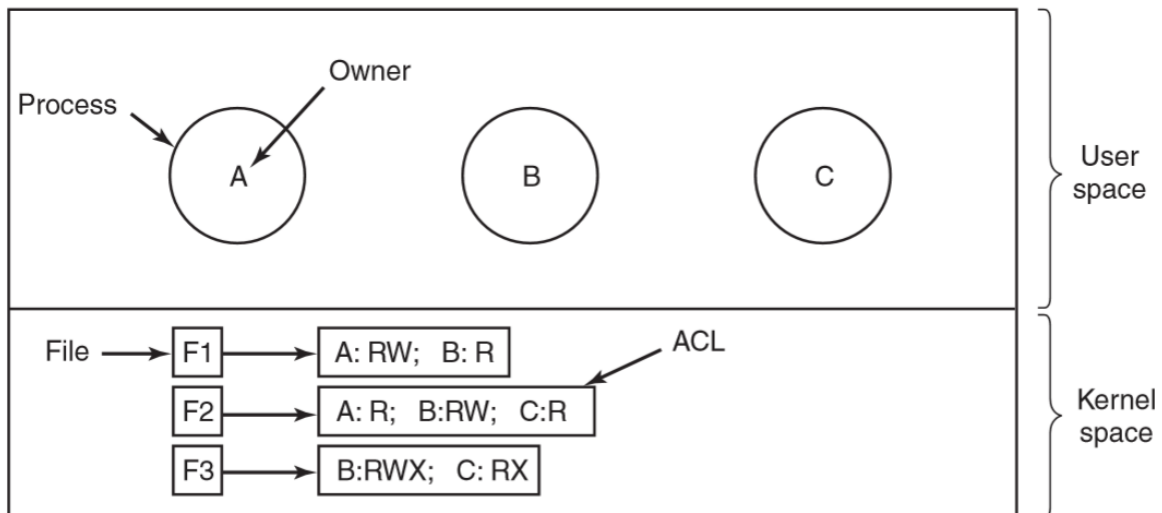 Owner
Process
A
B
C
User
space
File
F1
A: RW; B: R
ACL
F2
A: R; B:RW; C:R
F3
B:RWX; C: RX
Kernel
space